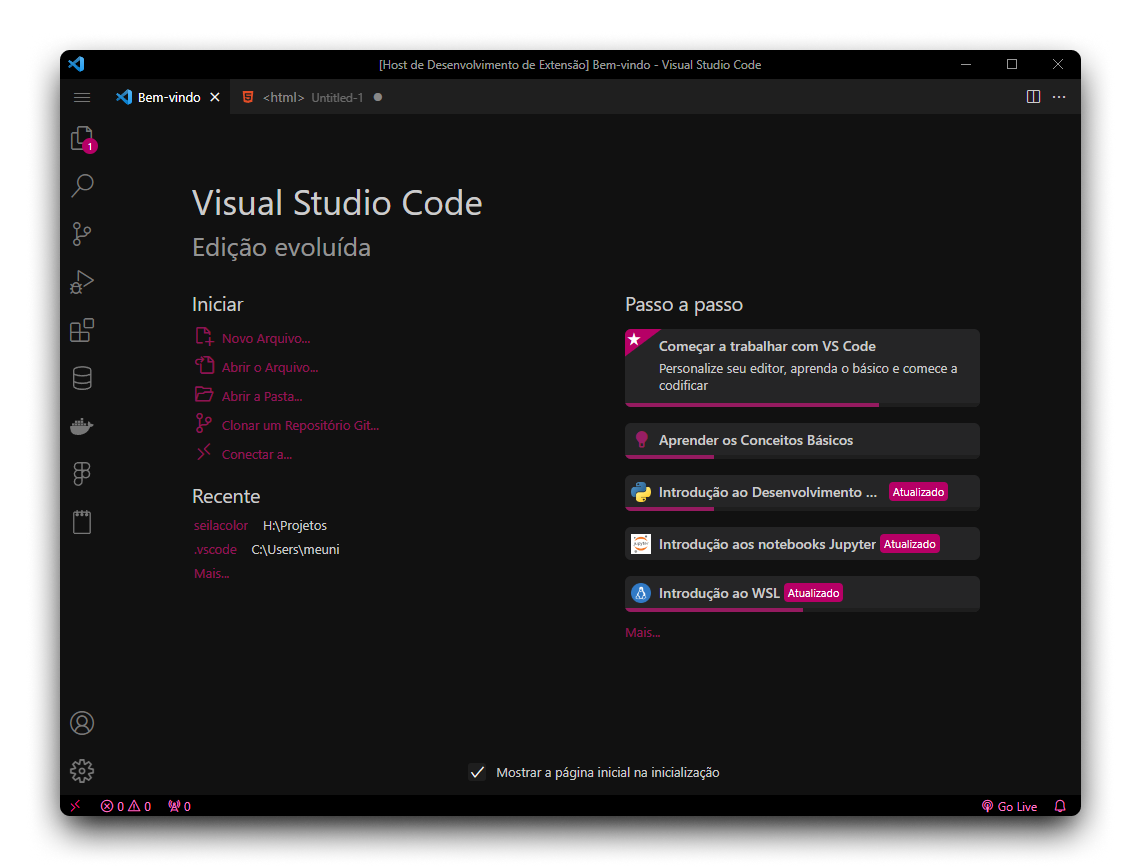 [Host de Desenvolvimento de Extensão] Bem-vindo - Visual Studio Code
Bem-vindo
<html> Untitled-1
1
Visual Studio Code
Edição evoluída
Iniciar
Novo Arquivo...
Abrir o Arquivo...
Abrir a Pasta...
Clonar um Repositório Git...
Conectar a...
Recente
seilacolor H:\Projetos
.vscode C:\Users\meuni
Mais...
Passo a passo
Começar a trabalhar com VS Code
Personalize seu editor, aprenda o básico e comece a
codificar
Aprender os Conceitos Básicos
Introdução ao Desenvolvimento ... Atualizado
Introdução aos notebooks Jupyter Atualizado
Introdução ao WSL Atualizado
Mais...
Mostrar a página inicial na inicialização
0 0 0
Go Live